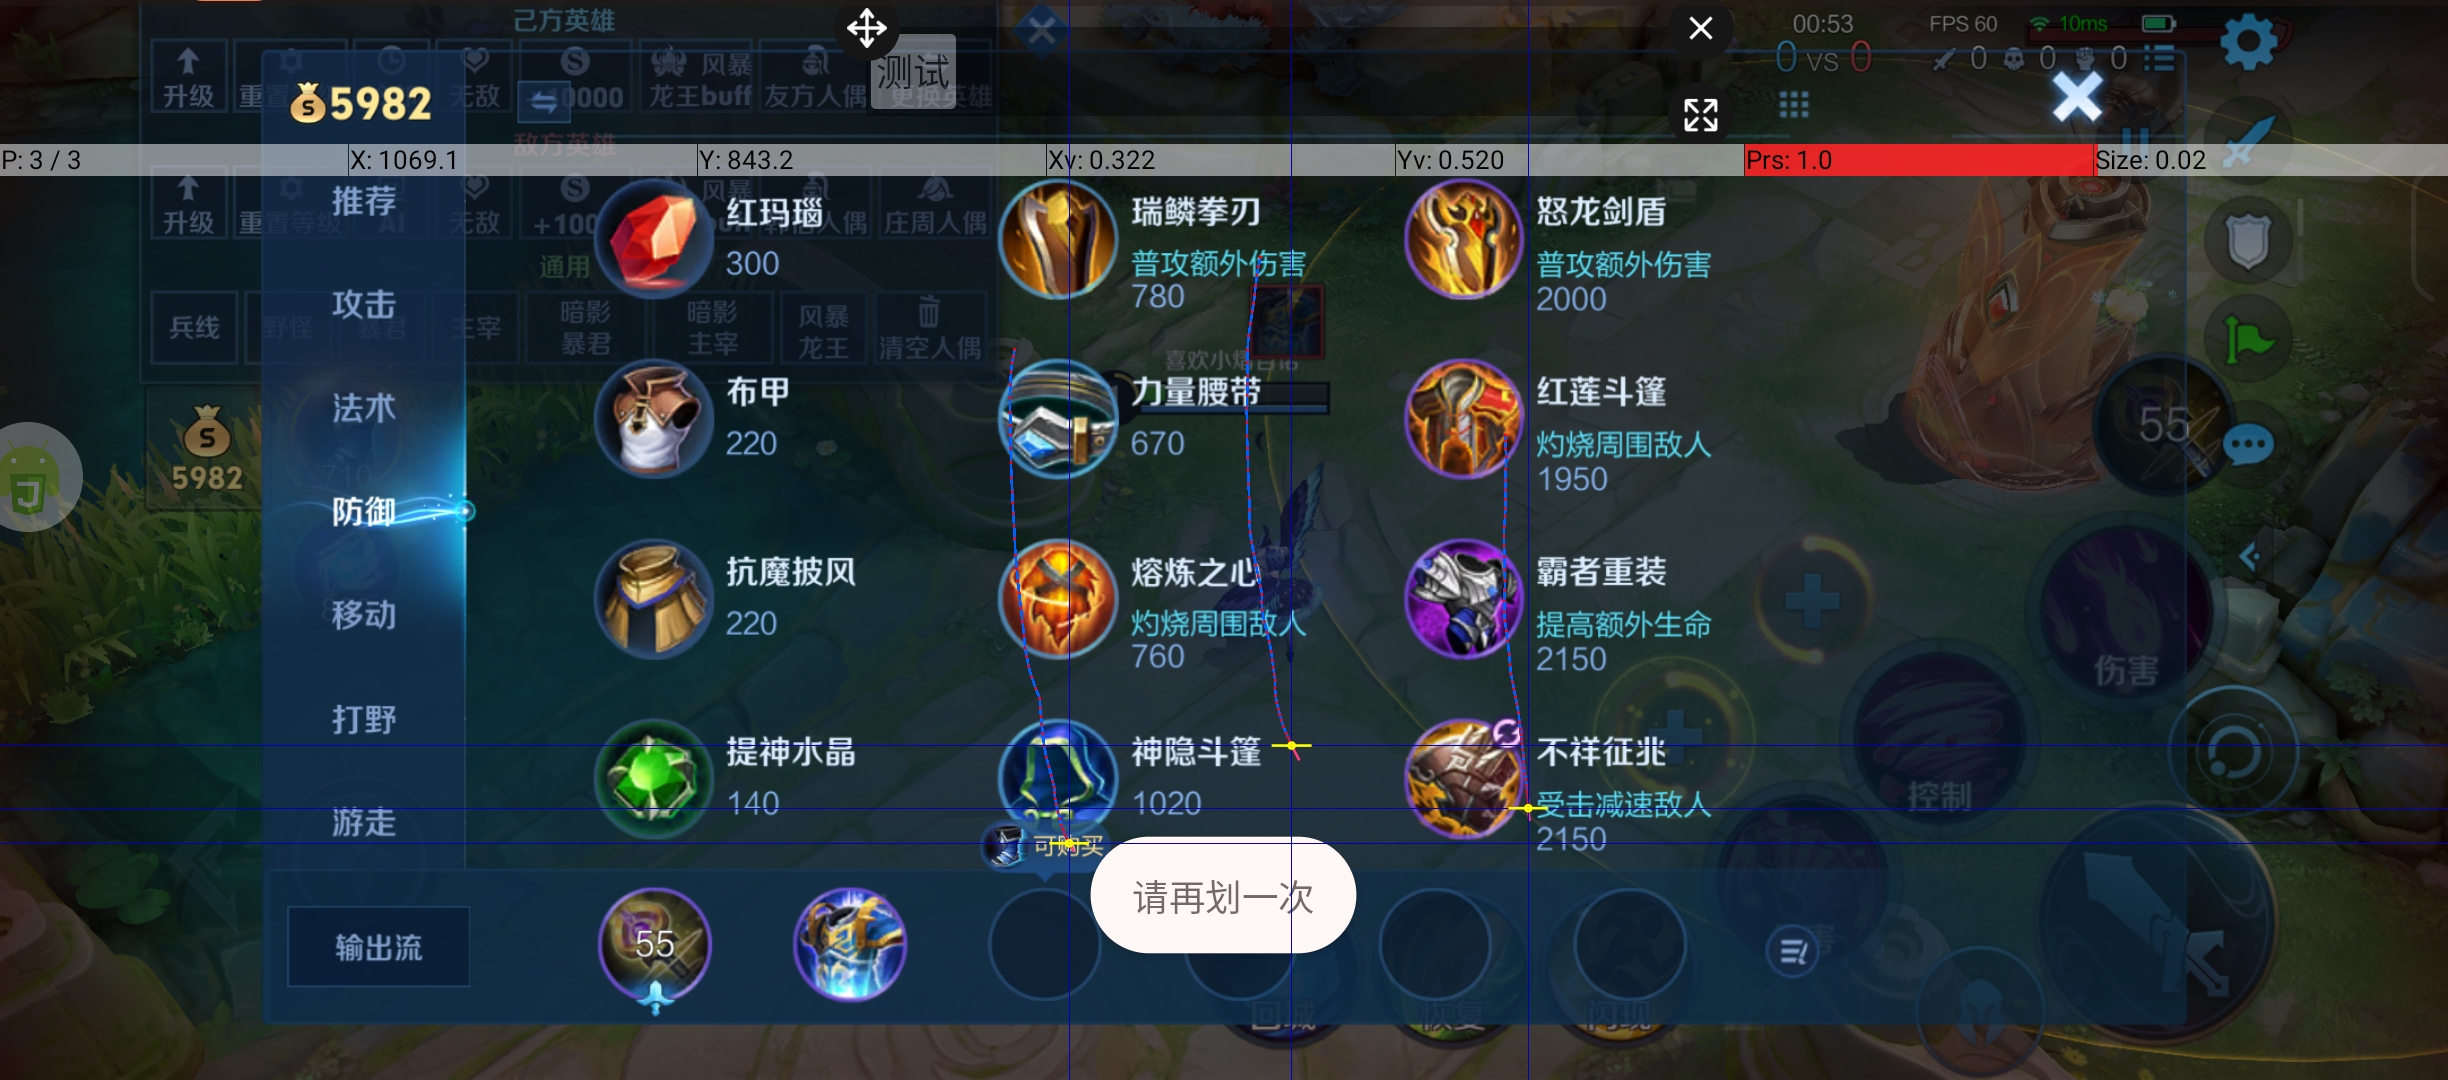 己方英雄
00:53 FPS 60 10ms
0 VS 0 0 0 0
升级 无敌 风暴龙王buff 友方人偶 更换英雄
5982
10000
测试
敌方英雄
P: 3 / 3 X: 1069.1 Y: 843.2 Xv: 0.322 Yv: 0.520 Prs: 1.0 Size: 0.02
升级 重置等级 AI 无敌 +100 庄周人偶
通用
兵线 野怪 暴君 主宰 暗影暴君 暗影主宰 风暴龙王 清空人偶
5982
推荐
攻击
法术
防御
移动
打野
游走
红玛瑙
300
瑞鳞拳刃
普攻额外伤害
780
怒龙剑盾
普攻额外伤害
2000
布甲
220
力量腰带
670
红莲斗篷
灼烧周围敌人
1950
55
抗魔披风
220
熔炼之心
灼烧周围敌人
760
霸者重装
提高额外生命
2150
伤害
提神水晶
140
神隐斗篷
1020
不祥征兆
受击减速敌人
2150
控制
可购买
请再划一次
输出流
55
回城 恢复 闪现